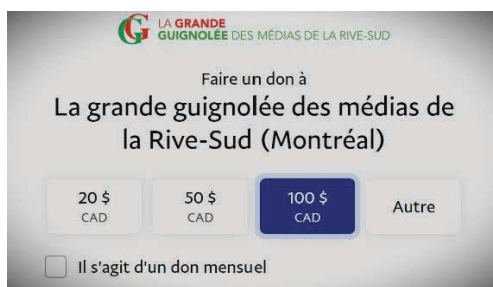 LA GRANDE
GUIGNOLÉE DES MÉDIAS DE LA RIVE-SUD
Faire un don à
La grande guignolée des médias de
la Rive-Sud (Montréal)
20 $ 50 $ 100 $ Autre
CAD CAD CAD
Il s'agit d'un don mensuel